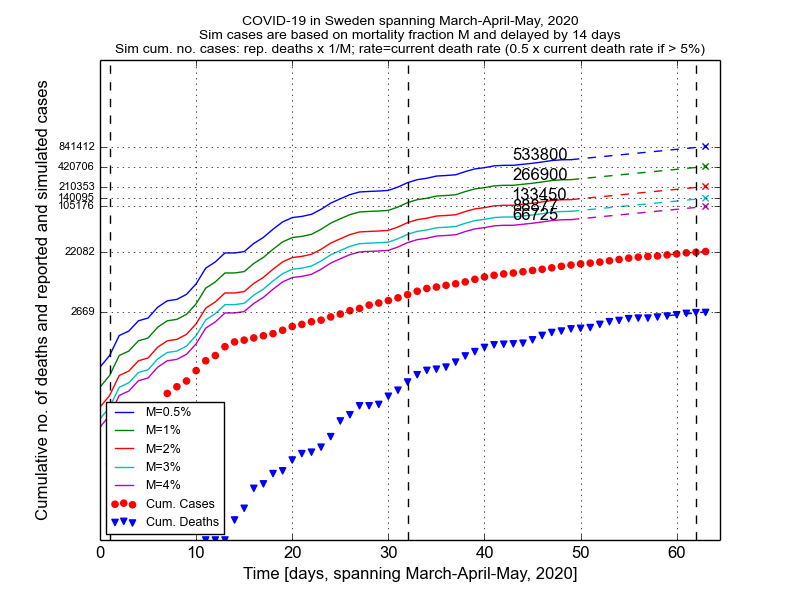 COVID-19 in Sweden spanning March-April-May, 2020
Sim cases are based on mortality fraction M and delayed by 14 days
Sim cum. no. cases: rep. deaths x 1/M; rate=current death rate (0.5 x current death rate if > 5%)
Cumulative no. of deaths and reported and simulated cases
841412
420706
210353
140095
105176
22082
2669
533800
266900
133450
88877
66725
M=0.5%
M=1%
M=2%
M=3%
M=4%
Cum. Cases
Cum. Deaths
0 10 20 30 40 50 60
Time [days, spanning March-April-May, 2020]